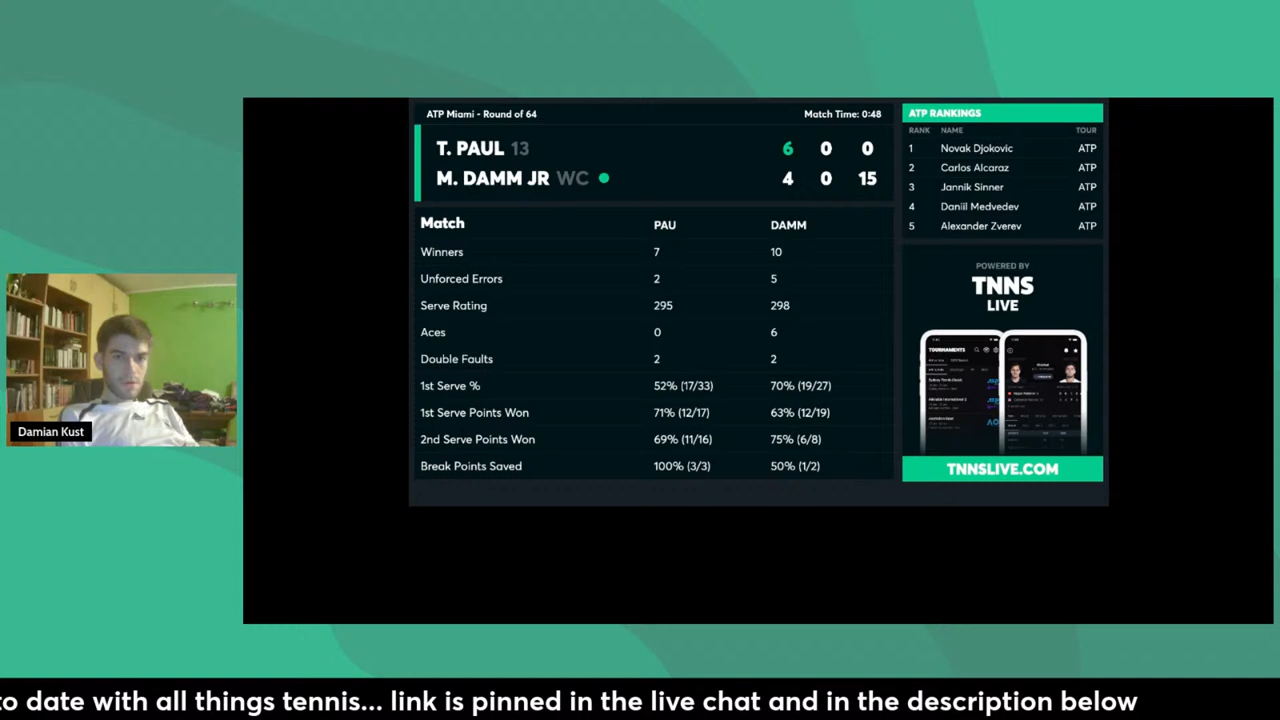 ATP Miami - Round of 64 Match Time: 0:48
T. PAUL 13 6 0 0
M. DAMM JR WC 4 0 15
Match PAU DAMM
Winners 7 10
Unforced Errors 2 5
Serve Rating 295 298
Aces 0 6
Double Faults 2 2
1st Serve % 52% (17/33) 70% (19/27)
1st Serve Points Won 71% (12/17) 63% (12/19)
2nd Serve Points Won 69% (11/16) 75% (6/8)
Break Points Saved 100% (3/3) 50% (1/2)
ATP RANKINGS
RANK NAME TOUR
1 Novak Djokovic ATP
2 Carlos Alcaraz ATP
3 Jannik Sinner ATP
4 Daniil Medvedev ATP
5 Alexander Zverev ATP
POWERED BY
TNNS
LIVE
TOURNAMENTS
TNNSLIVE.COM
Damian Kust
to date with all things tennis... link is pinned in the live chat and in the description below